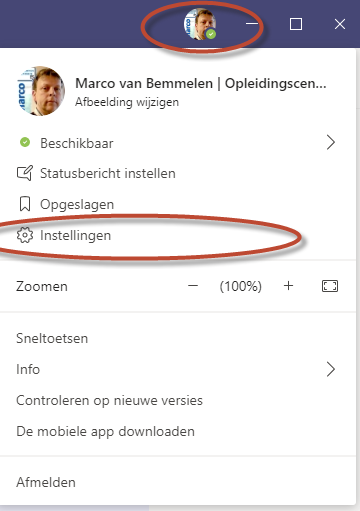 Marco van Bemmelen | Opleidingscen...
Afbeelding wijzigen
Beschikbaar
Statusbericht instellen
Opgeslagen
Instellingen
Zoomen − (100%) +
Sneltoetsen
Info
Controleren op nieuwe versies
De mobiele app downloaden
Afmelden